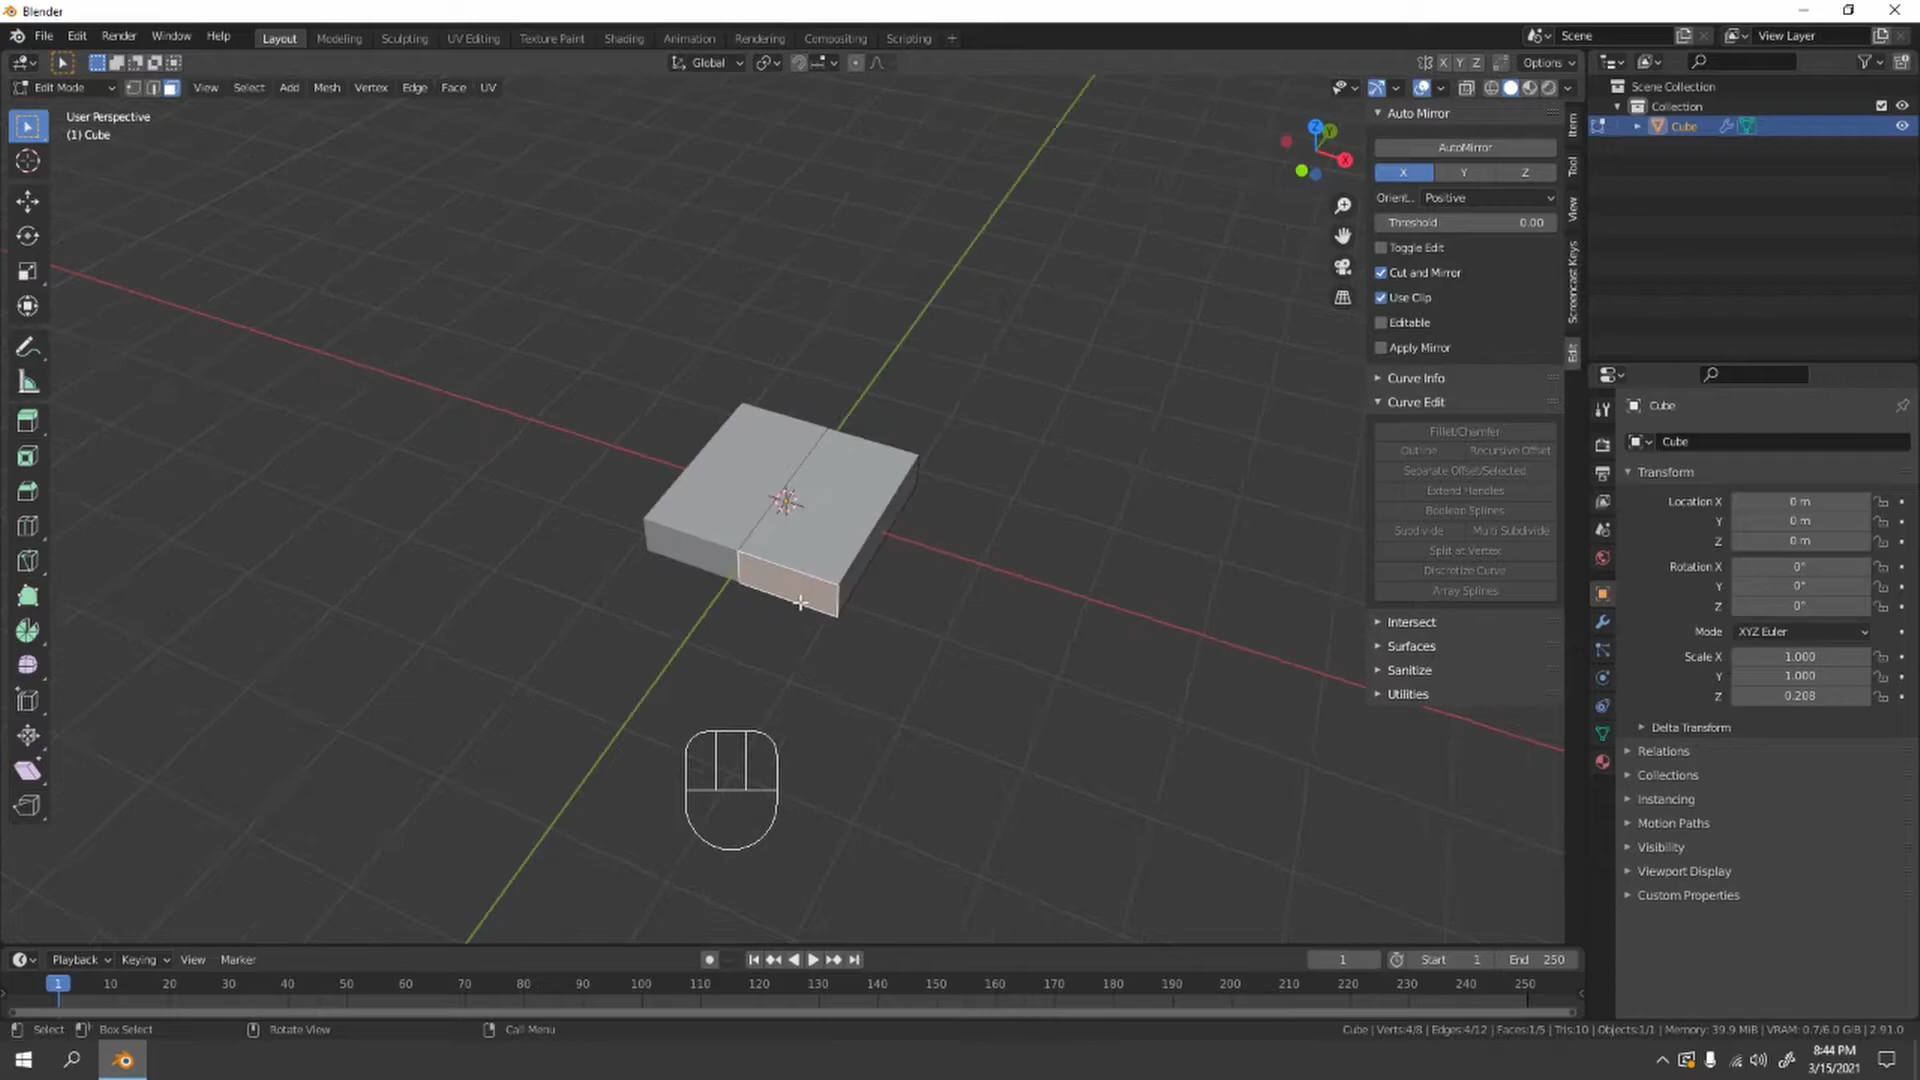 Blender
File Edit Render Window Help Layout Modeling Sculpting UV Editing Texture Paint Shading Animation Rendering Compositing Scripting + Scene View Layer
Global X Y Z Options
Edit Mode View Select Add Mesh Vertex Edge Face UV
User Perspective
(1) Cube
Z Y X
Auto Mirror
AutoMirror
X Y Z
Orient... Positive
Threshold 0.00
Toggle Edit
Cut and Mirror
Use Clip
Editable
Apply Mirror
Curve Info
Curve Edit
Fillet/Chamfer
Outline Recursive Offset
Separate Offset/Selected
Extend Handles
Boolean Splines
Subdivide Multi Subdivide
Split at Vertex
Discretize Curve
Array Splines
Intersect
Surfaces
Sanitize
Utilities
Item
Tool
View
Screencast Keys
Edit
Scene Collection
Collection
Cube
Cube
Cube
Transform
Location X 0 m
Y 0 m
Z 0 m
Rotation X 0°
Y 0°
Z 0°
Mode XYZ Euler
Scale X 1.000
Y 1.000
Z 0.208
Delta Transform
Relations
Collections
Instancing
Motion Paths
Visibility
Viewport Display
Custom Properties
Playback Keying View Marker 1 Start 1 End 250
1 10 20 30 40 50 60 70 80 90 100 110 120 130 140 150 160 170 180 190 200 210 220 230 240 250
Select Box Select Rotate View Call Menu Cube | Verts:4/8 | Edges:4/12 | Faces:1/5 | Tris:10 | Objects:1/1 | Memory: 39.9 MiB | VRAM: 0.7/6.0 GiB | 2.91.0
8:44 PM
3/15/2021